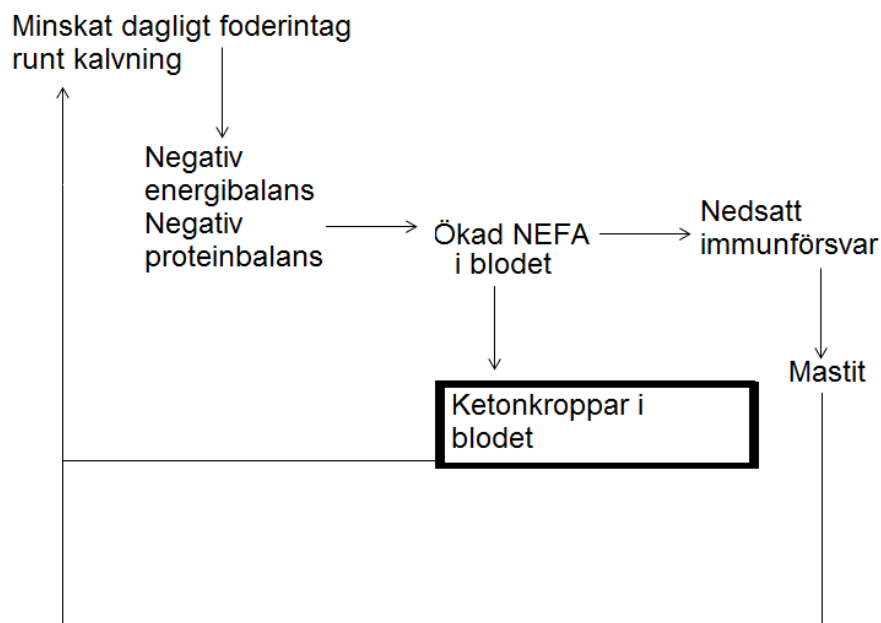 Minskat dagligt foderintag
runt kalvning
Negativ
energibalans
Negativ
proteinbalans
Ökad NEFA
i blodet
Nedsatt
immunförsvar
Mastit
Ketonkroppar i
blodet